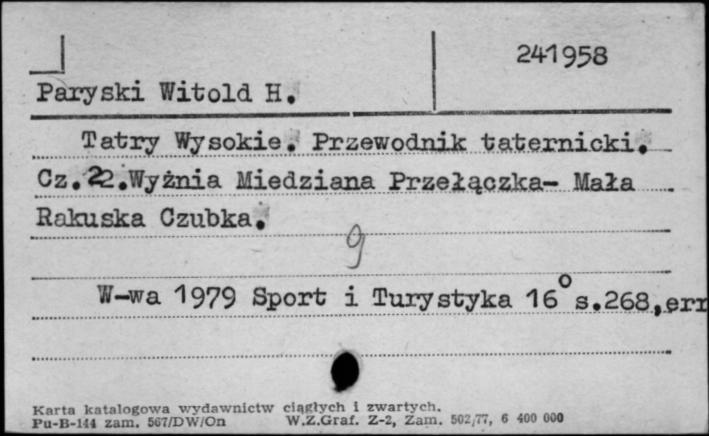 241958
Paryski Witold H.
Tatry Wysokie. Przewodnik taternicki.
Cz.22.Wyżnia Miedziana Przełączka- Mała
Rakuska Czubka.
g
W-wa 1979 Sport i Turystyka 16° s.268,err
Karta katalogowa wydawnictw ciągłych i zwartych.
Pu-B-144 zam. 567/DW/On W.Z.Graf. Z-2, Zam. 502/77, 6 400 000